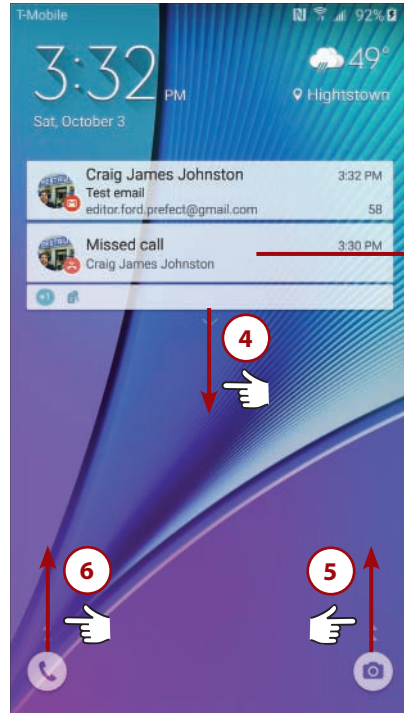 T-Mobile 92%
3:32 PM
49°
Hightstown
Sat, October 3
Craig James Johnston 3:32 PM
Test email
editor.ford.prefect@gmail.com 58
Missed call 3:30 PM
Craig James Johnston
+1
4
6
5